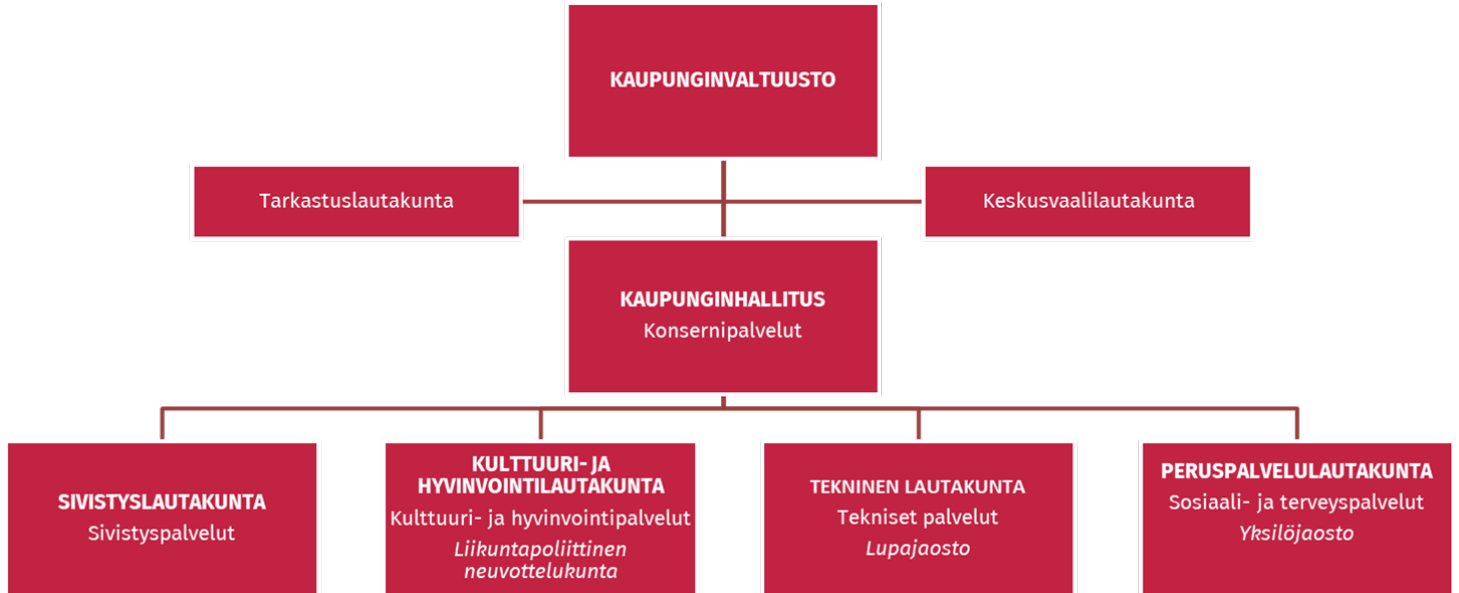 KAUPUNGINVALTUUSTO
Tarkastuslautakunta
Keskusvaalilautakunta
KAUPUNGINHALLITUS
Konsernipalvelut
SIVISTYSLAUTAKUNTA
Sivistyspalvelut
KULTTUURI- JA
HYVINVOINTILAUTAKUNTA
Kulttuuri- ja hyvinvointipalvelut
Liikuntapoliittinen
neuvottelukunta
TEKNINEN LAUTAKUNTA
Tekniset palvelut
Lupajaosto
PERUSPALVELULAUTAKUNTA
Sosiaali- ja terveyspalvelut
Yksilöjaosto